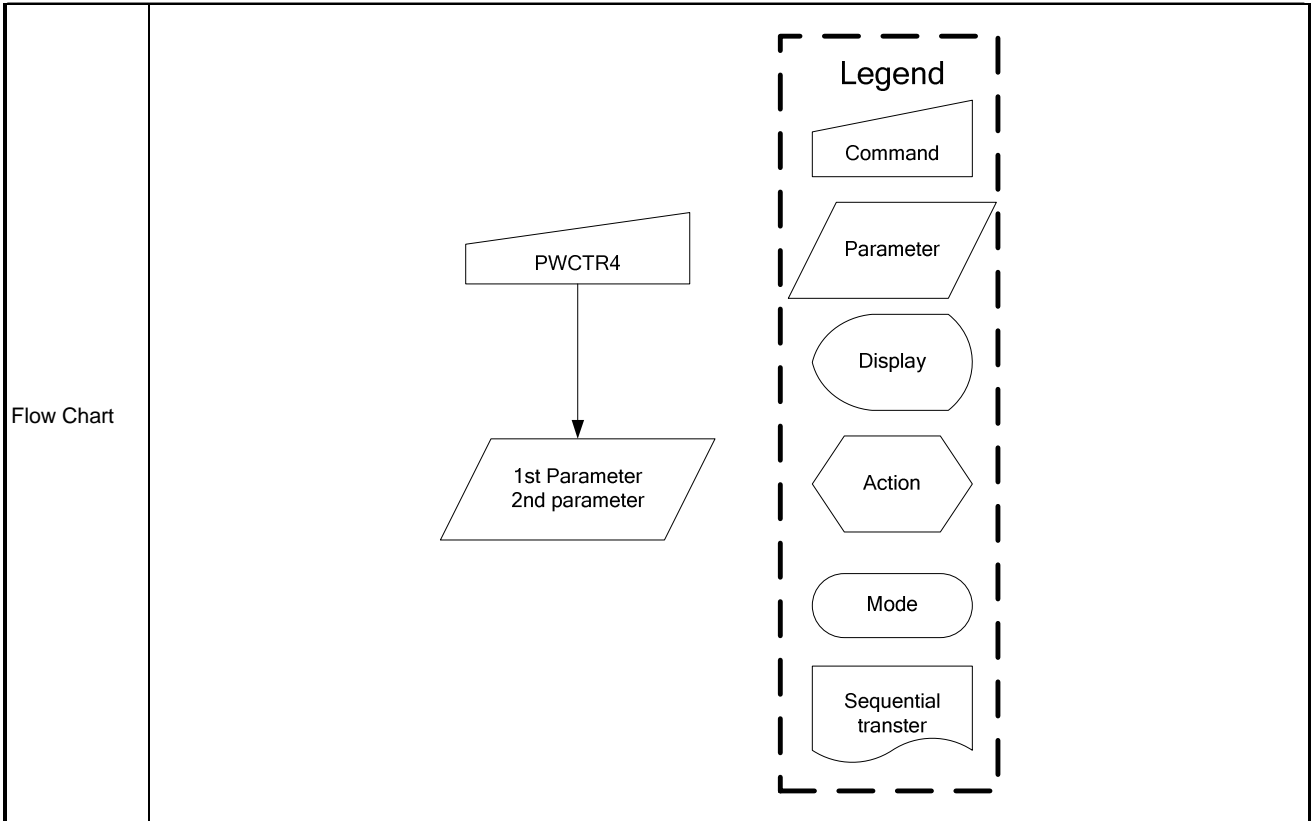 Flow Chart
PWCTR4
1st Parameter
2nd parameter
Legend
Command
Parameter
Display
Action
Mode
Sequential
transter